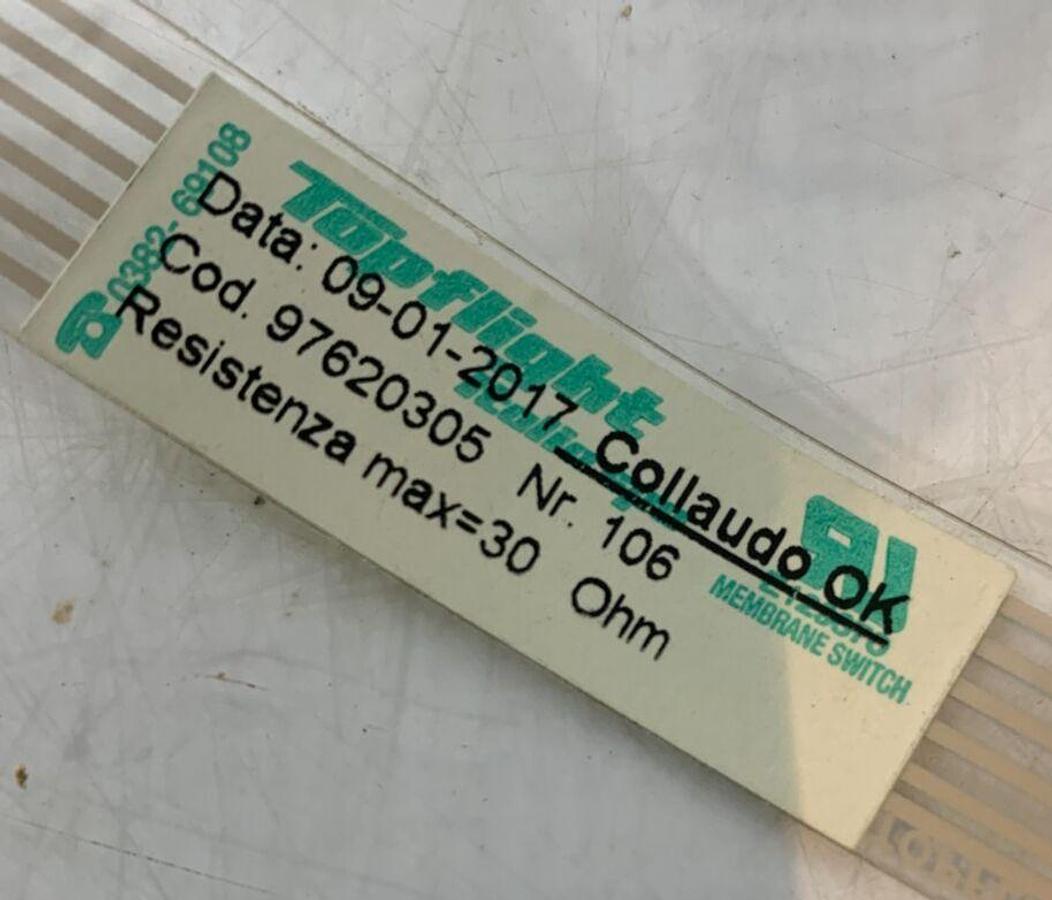 0382-69108
Topflight
Italia
Data: 09-01-2017 Collaudo OK
Cod. 97620305 Nr. 106
Resistenza max=30 Ohm
MEMBRANE SWITCH